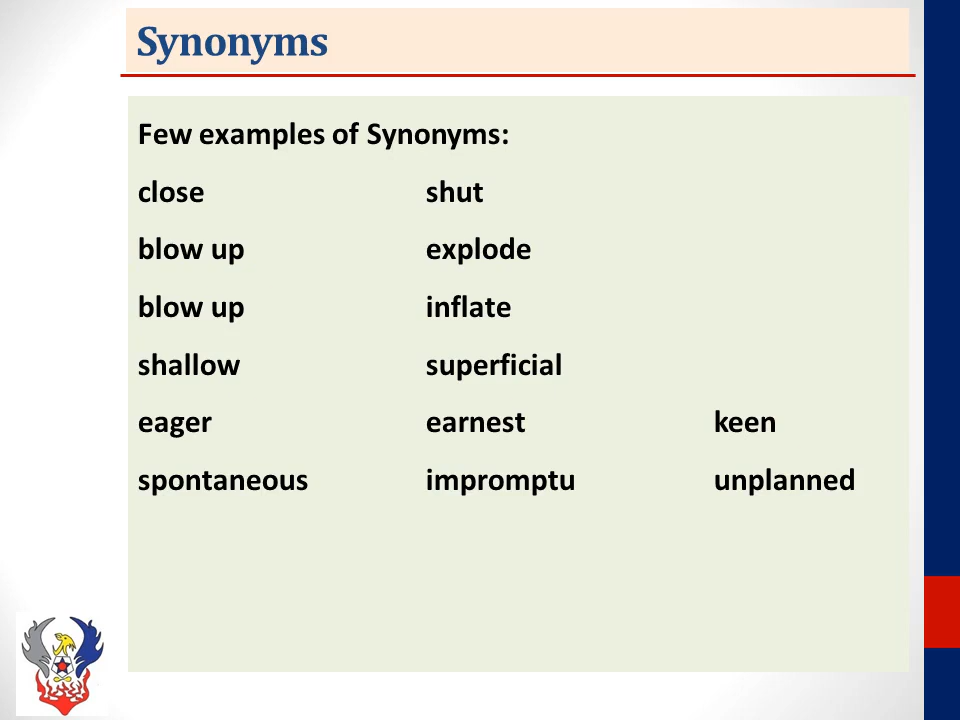 Synonyms
Few examples of Synonyms:
close shut
blow up explode
blow up inflate
shallow superficial
eager earnest keen
spontaneous impromptu unplanned